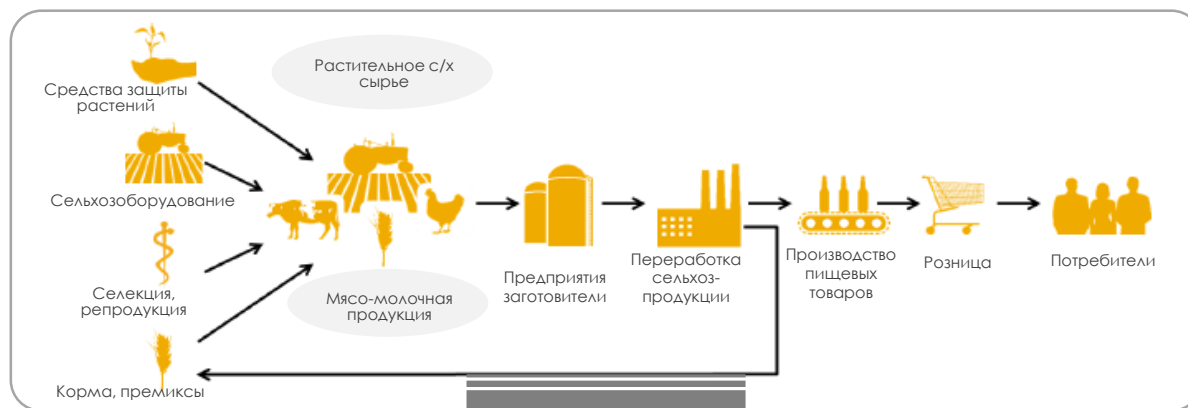 Средства защиты
растений
Растительное с/х
сырье
Сельхозоборудование
Селекция,
репродукция
Корма, премиксы
Мясо-молочная
продукция
Предприятия
заготовители
Переработка
сельхоз-
продукции
Производство
пищевых
товаров
Розница
Потребители